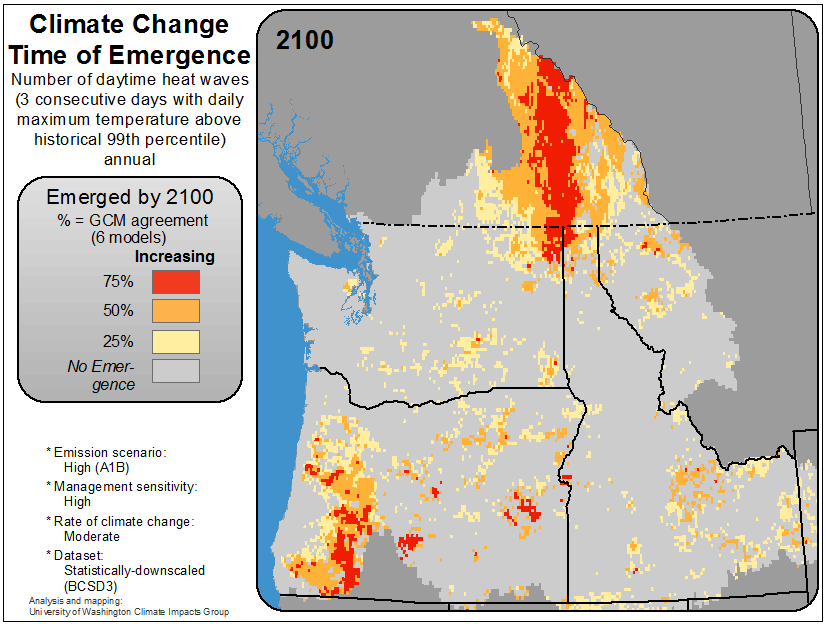 Climate Change
Time of Emergence
Number of daytime heat waves
(3 consecutive days with daily
maximum temperature above
historical 99th percentile)
annual
2100
Emerged by 2100
% = GCM agreement
(6 models)
Increasing
75%
50%
25%
No Emer-
gence
* Emission scenario:
High (A1B)
* Management sensitivity:
High
* Rate of climate change:
Moderate
* Dataset:
Statistically-downscaled
(BCSD3)
Analysis and mapping:
University of Washington Climate Impacts Group